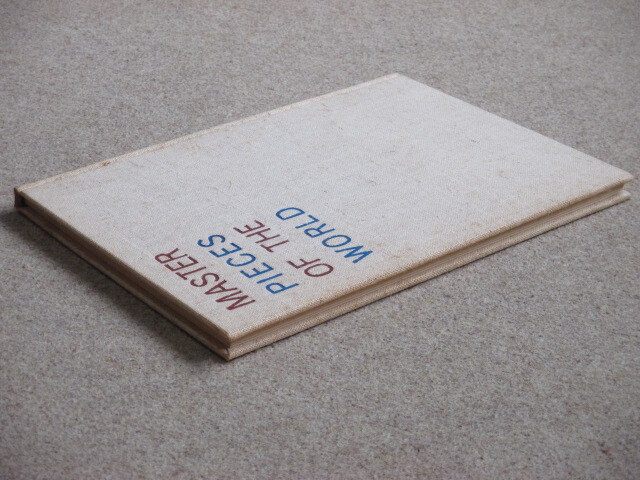 MASTER
PIECES
OF THE
WORLD